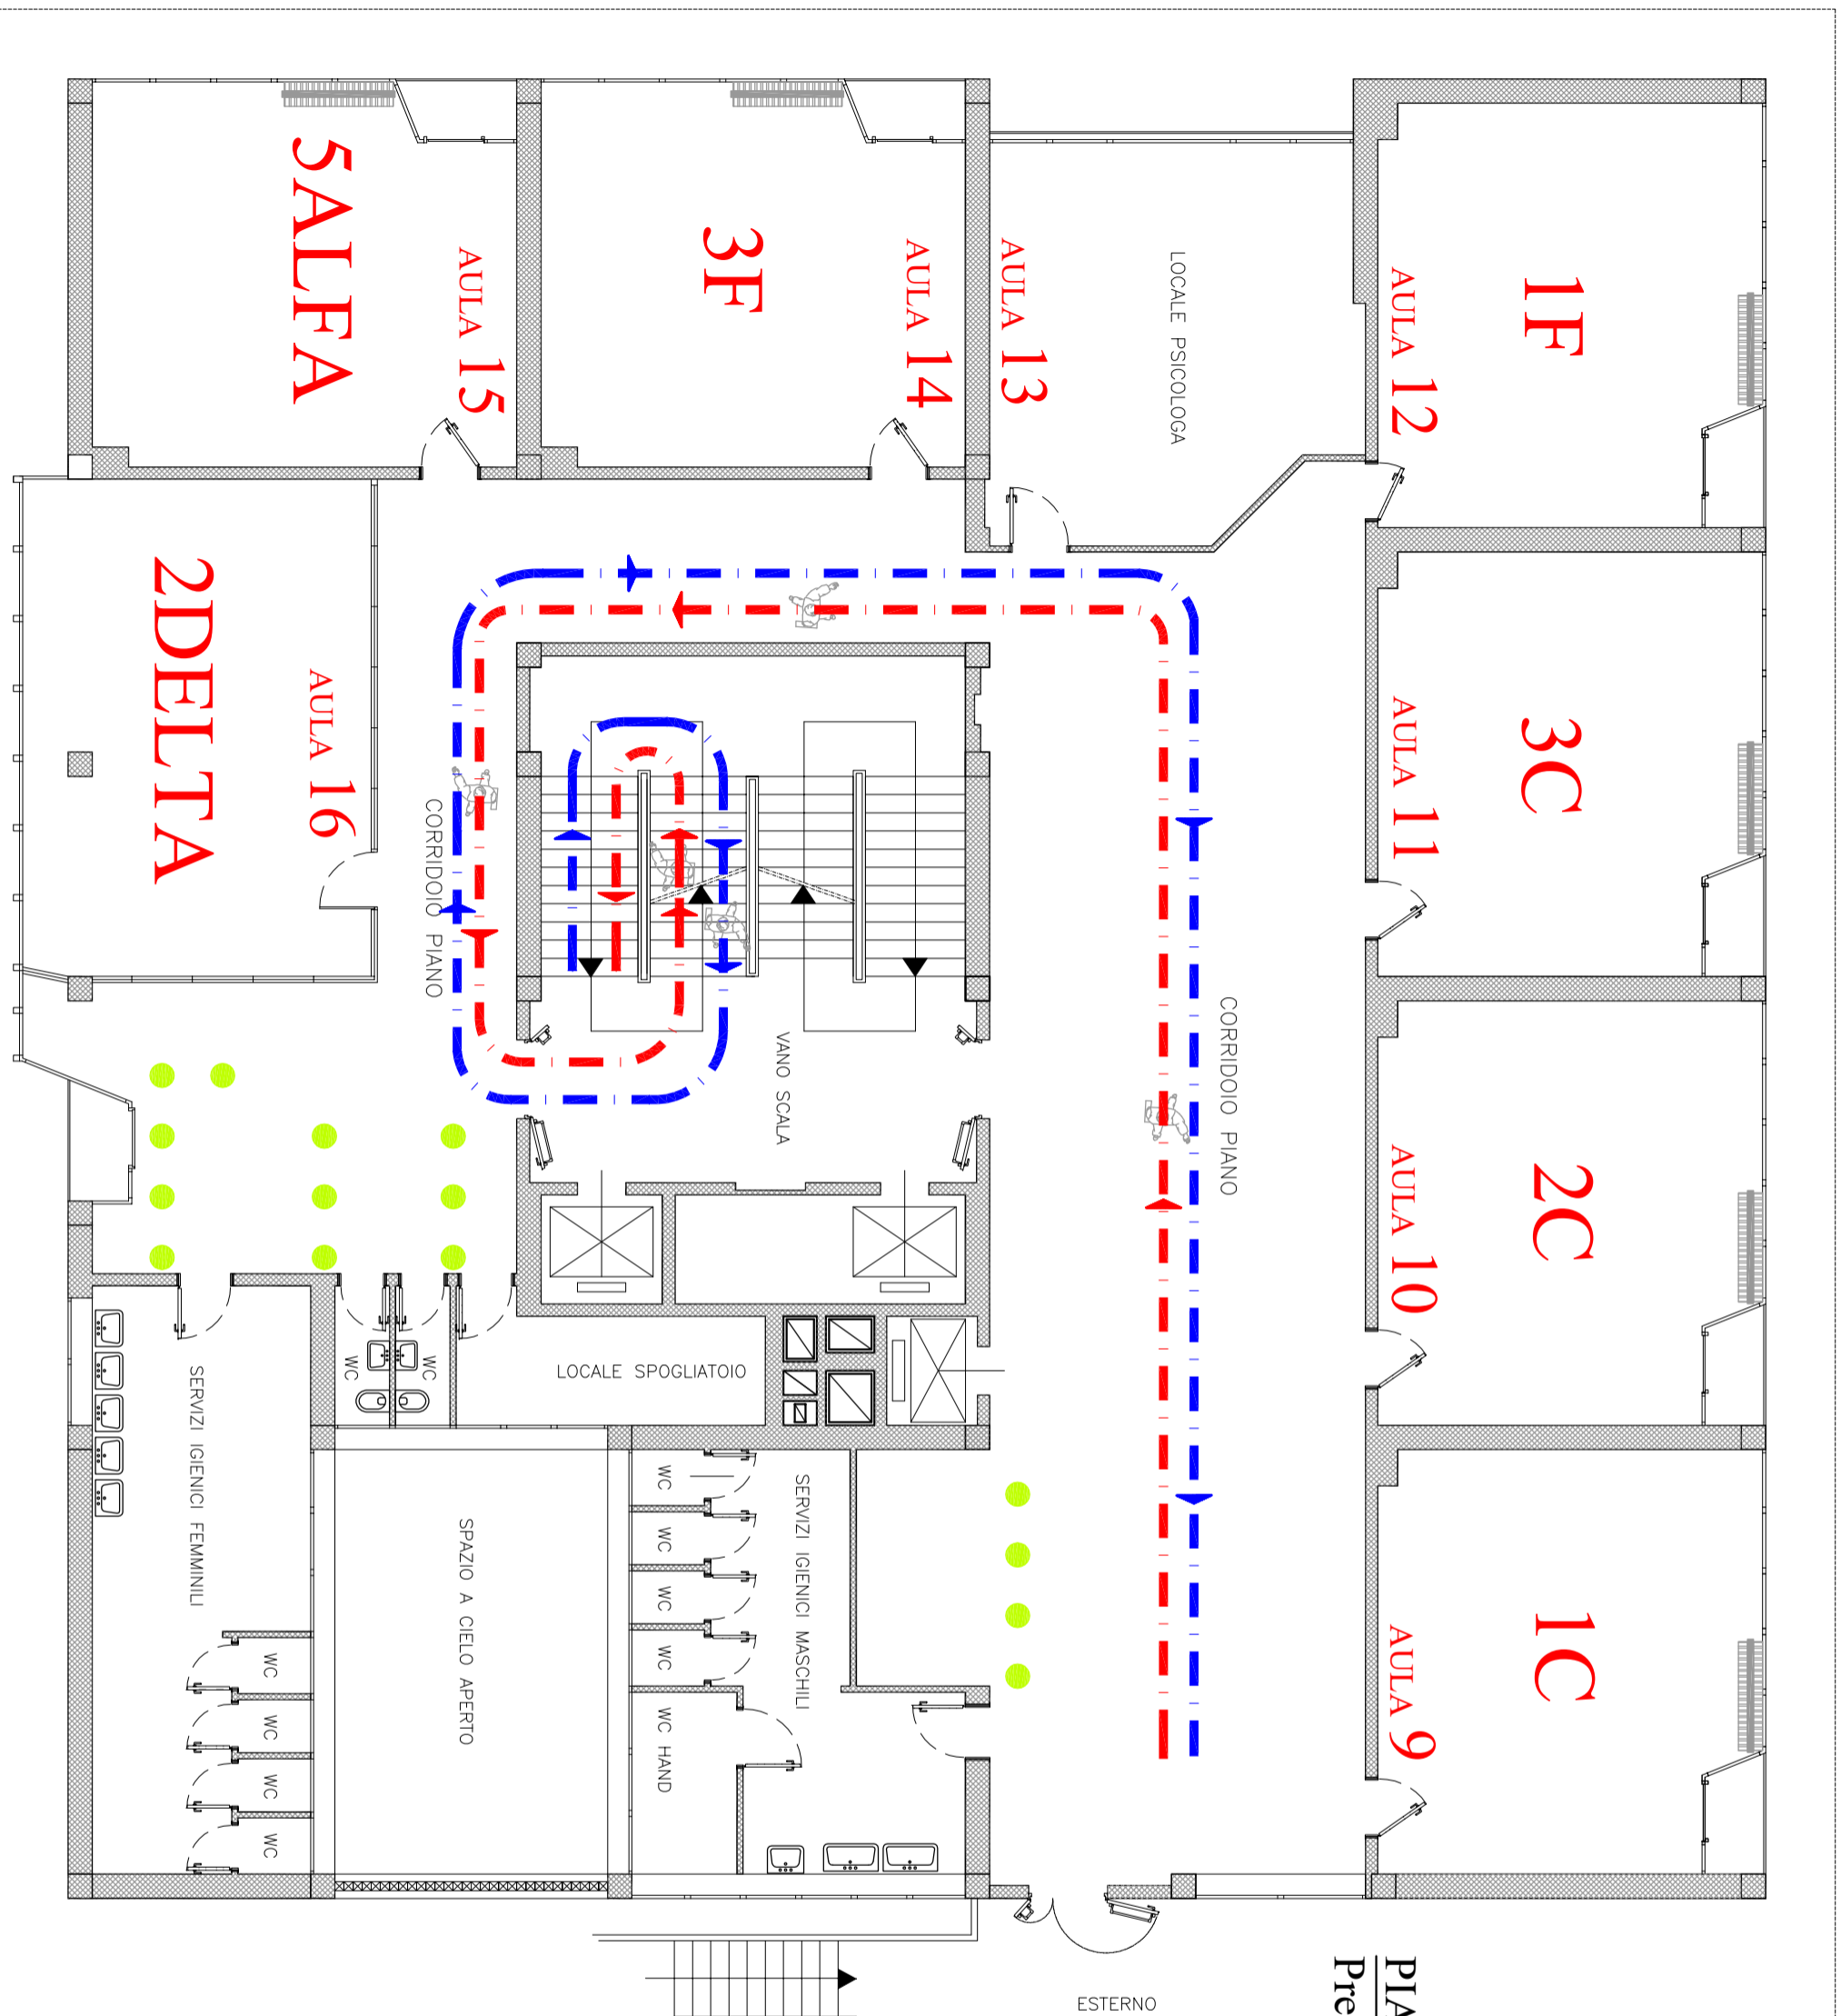 1F
AULA 12
3C
AULA 11
2C
AULA 10
1C
AULA 9
LOCALE PSICOLOGA
AULA 13
3F
AULA 14
5ALFA
AULA 15
2DELTA
AULA 16
CORRIDOIO PIANO
CORRIDOIO PIANO
VANO SCALA
LOCALE SPOGLIATOIO
WC
WC
SERVIZI IGIENICI FEMMINILI
WC
WC
WC
WC
SPAZIO A CIELO APERTO
SERVIZI IGIENICI MASCHILI
WC
WC
WC
WC
WC HAND
ESTERNO
PIA
Pre